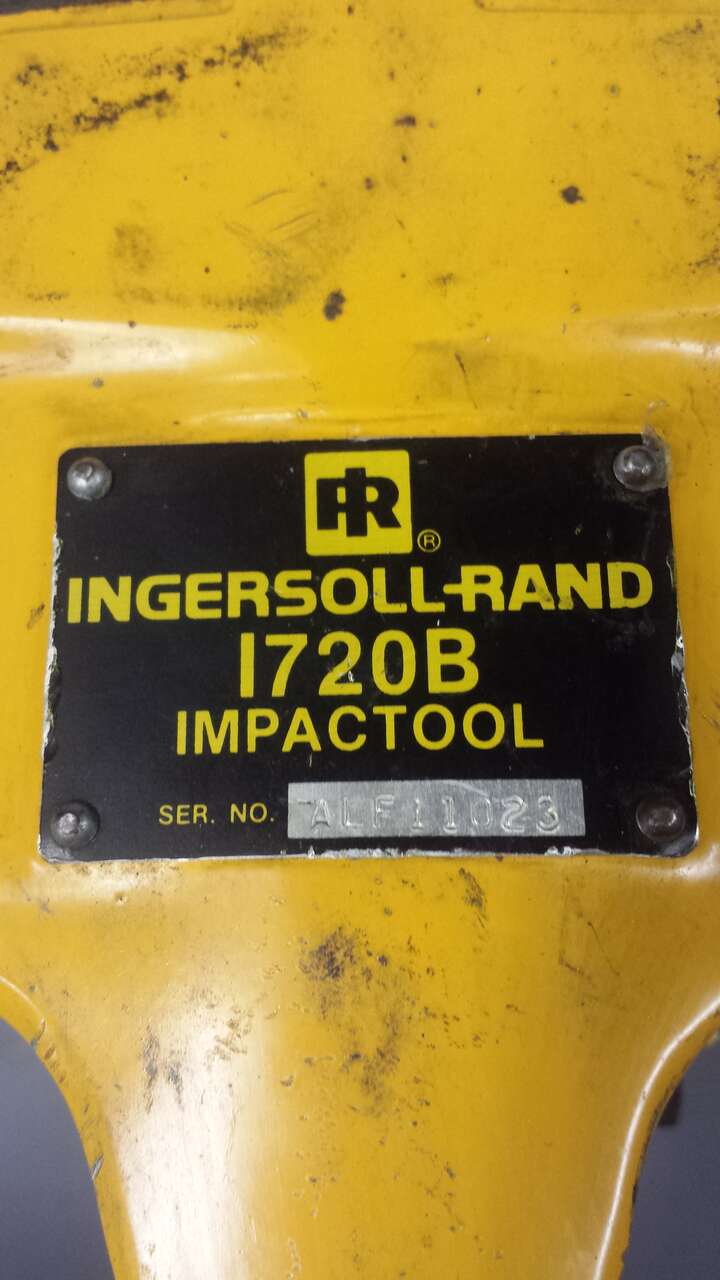 IR ®
INGERSOLL-RAND
1720B
IMPACTOOL
SER. NO. ALF11023